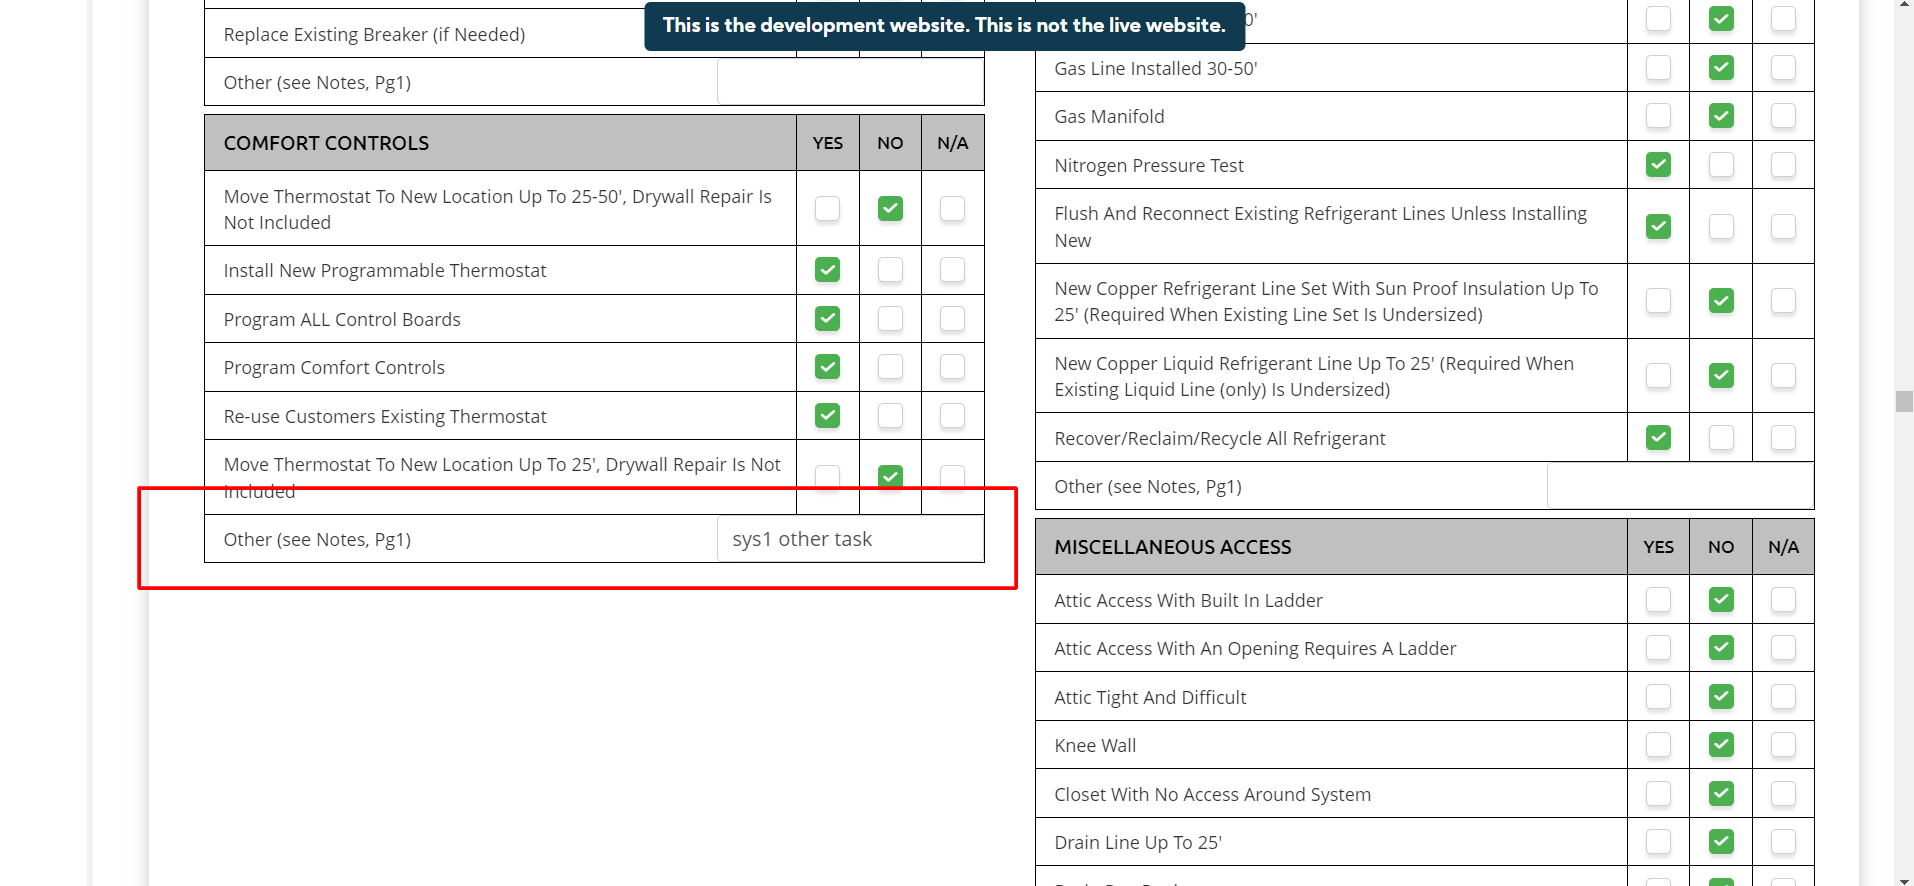 This is the development website. This is not the live website.
Replace Existing Breaker (if Needed)
Other (see Notes, Pg1)
COMFORT CONTROLS YES NO N/A
Move Thermostat To New Location Up To 25-50', Drywall Repair Is
Not Included
Install New Programmable Thermostat
Program ALL Control Boards
Program Comfort Controls
Re-use Customers Existing Thermostat
Move Thermostat To New Location Up To 25', Drywall Repair Is Not
Included
Other (see Notes, Pg1) sys1 other task
0'
Gas Line Installed 30-50'
Gas Manifold
Nitrogen Pressure Test
Flush And Reconnect Existing Refrigerant Lines Unless Installing
New
New Copper Refrigerant Line Set With Sun Proof Insulation Up To
25' (Required When Existing Line Set Is Undersized)
New Copper Liquid Refrigerant Line Up To 25' (Required When
Existing Liquid Line (only) Is Undersized)
Recover/Reclaim/Recycle All Refrigerant
Other (see Notes, Pg1)
MISCELLANEOUS ACCESS YES NO N/A
Attic Access With Built In Ladder
Attic Access With An Opening Requires A Ladder
Attic Tight And Difficult
Knee Wall
Closet With No Access Around System
Drain Line Up To 25'